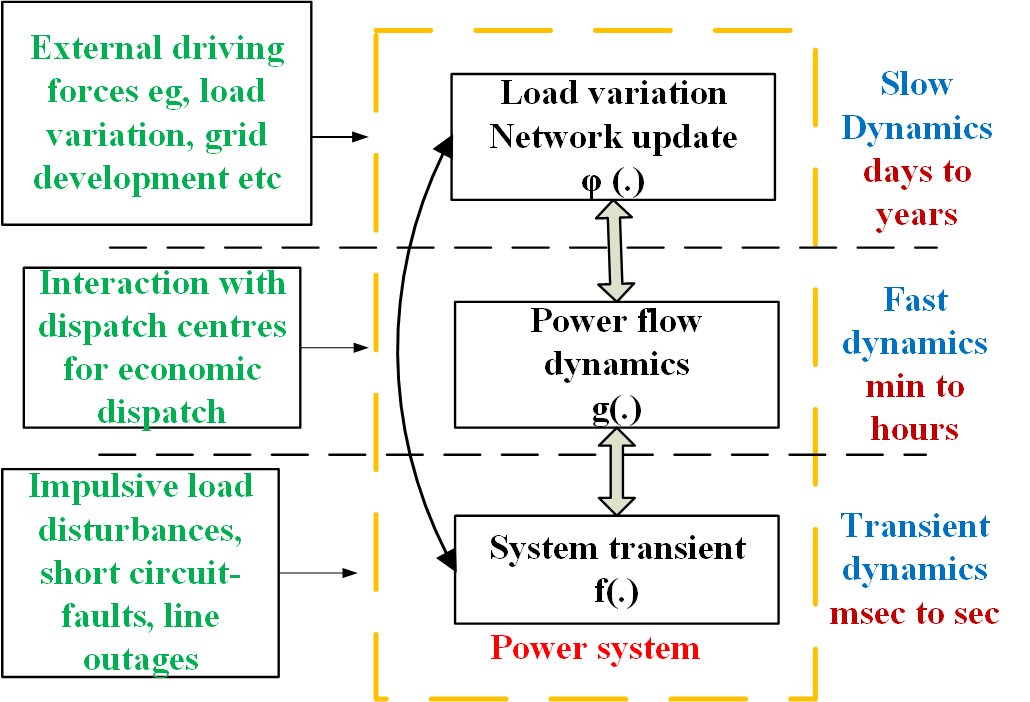 External driving
forces eg, load
variation, grid
development etc
Load variation
Network update
φ (.)
Slow
Dynamics
days to
years
Interaction with
dispatch centres
for economic
dispatch
Power flow
dynamics
g(.)
Fast
dynamics
min to
hours
Impulsive load
disturbances,
short circuit-
faults, line
outages
System transient
f(.)
Power system
Transient
dynamics
msec to sec